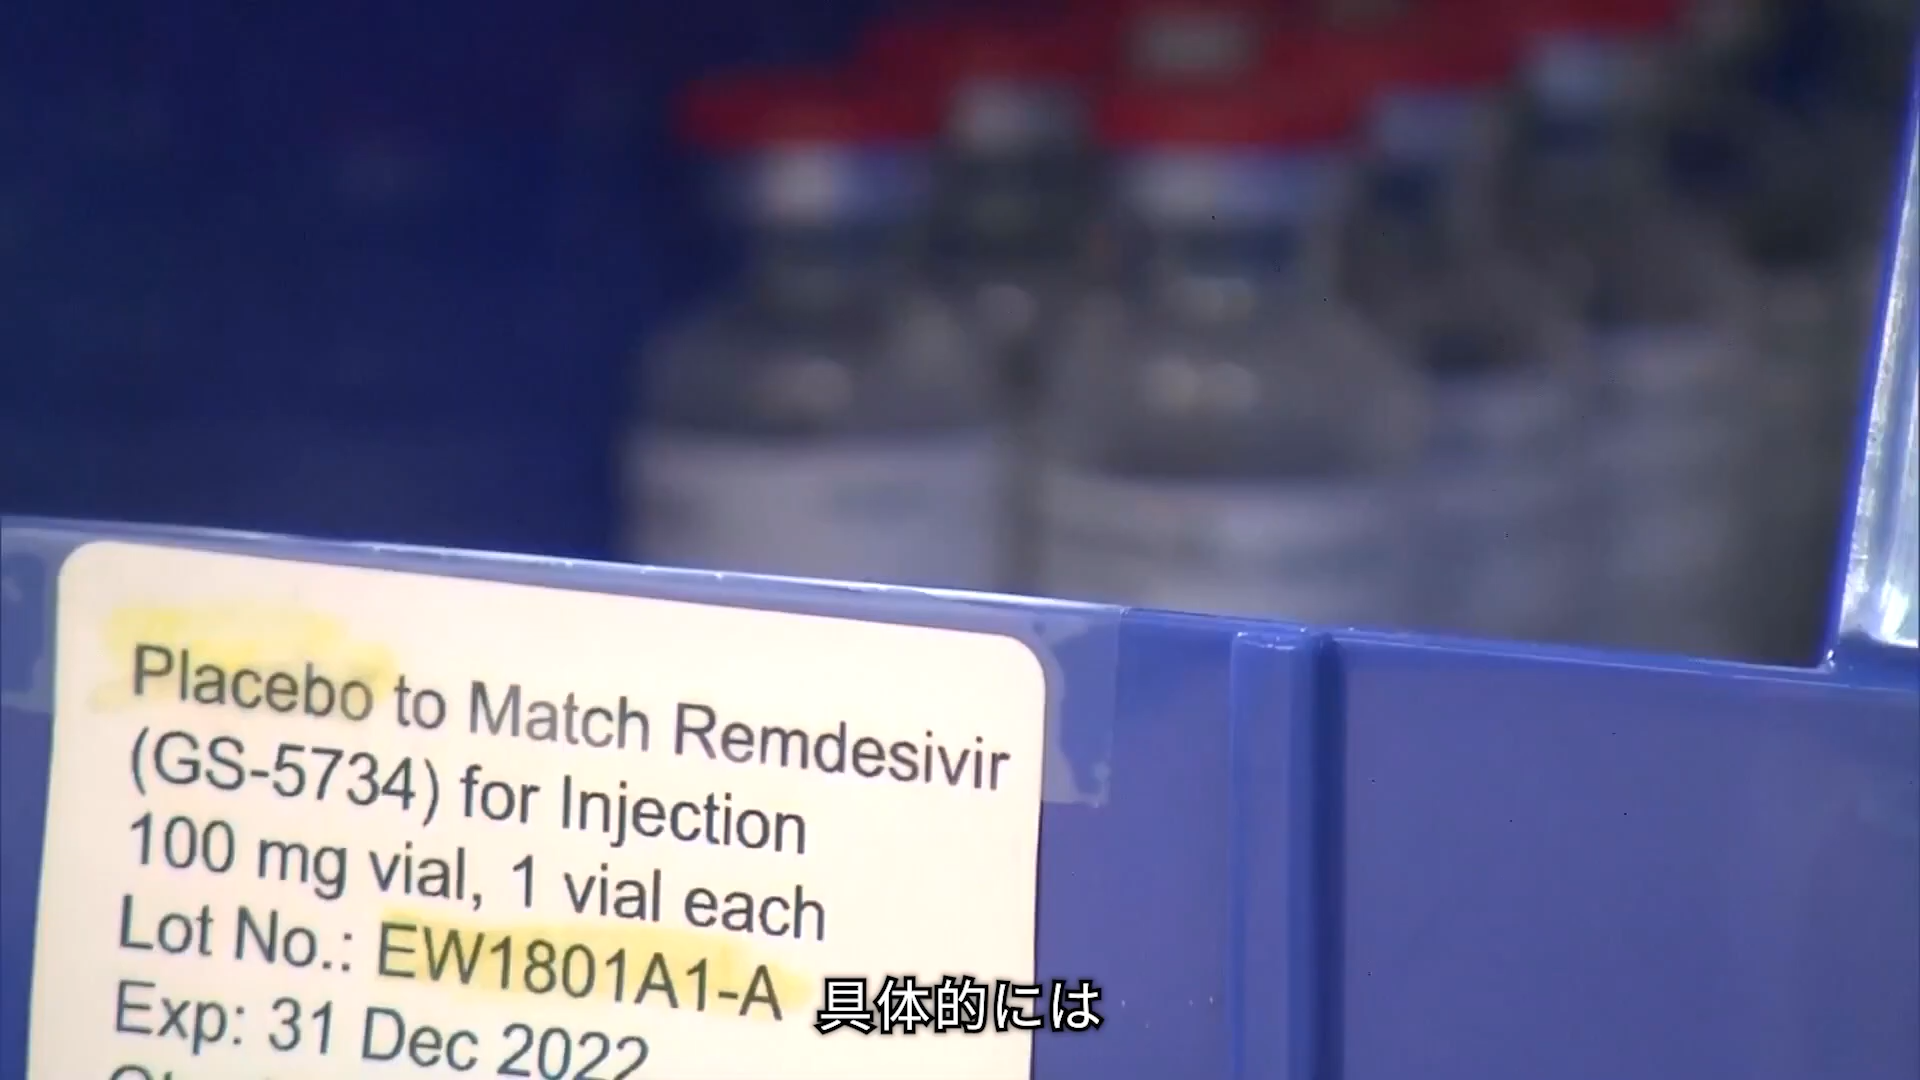 Placebo to Match Remdesivir
(GS-5734) for Injection
100 mg vial, 1 vial each
Lot No.: EW1801A1-A
Exp: 31 Dec 2022
具体的には